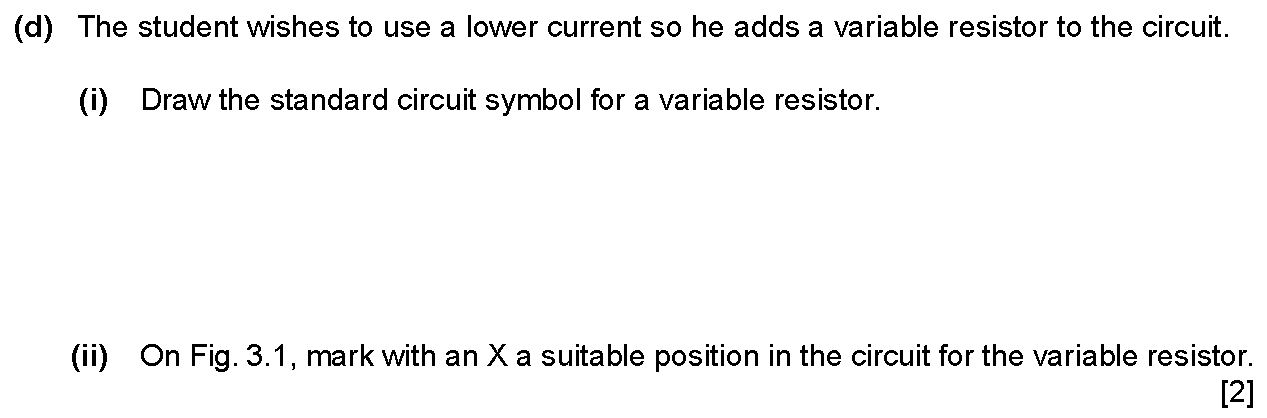 (d) The student wishes to use a lower current so he adds a variable resistor to the circuit.
(i) Draw the standard circuit symbol for a variable resistor.
(ii) On Fig. 3.1, mark with an X a suitable position in the circuit for the variable resistor.
[2]